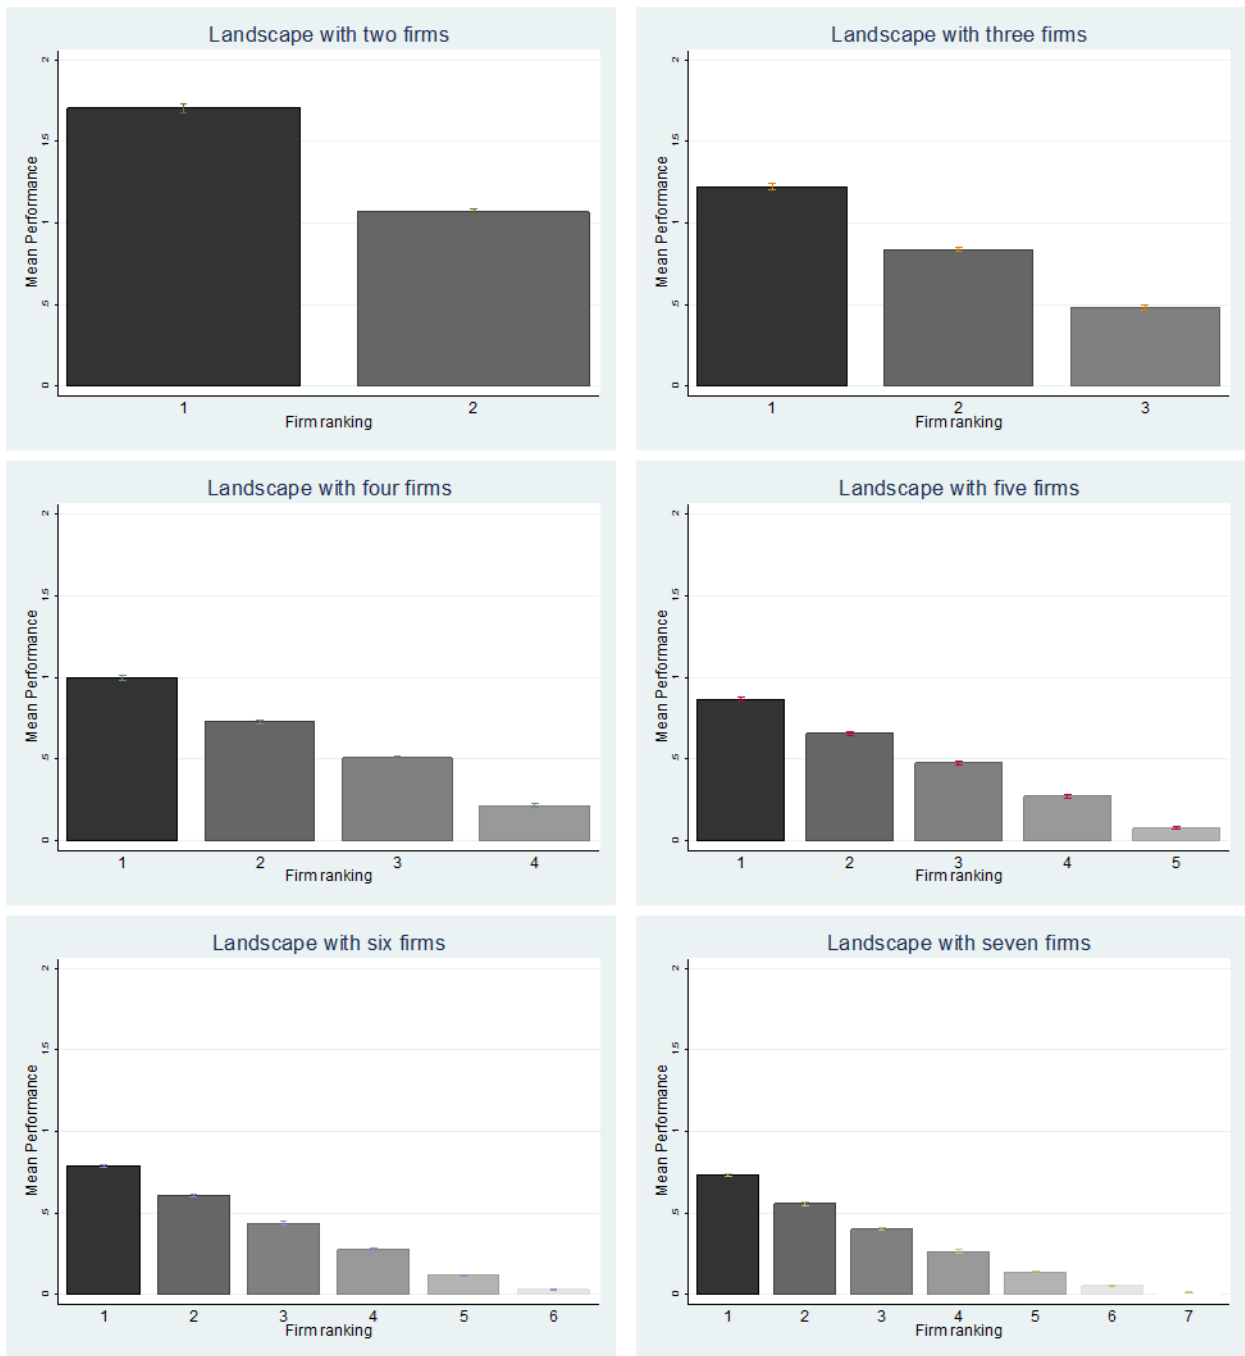 Landscape with two firms
2
1.5
1
.5
0
Mean Performance
1 2
Firm ranking
Landscape with three firms
2
1.5
1
.5
0
Mean Performance
1 2 3
Firm ranking
Landscape with four firms
2
1.5
1
.5
0
Mean Performance
1 2 3 4
Firm ranking
Landscape with five firms
2
1.5
1
.5
0
Mean Performance
1 2 3 4 5
Firm ranking
Landscape with six firms
2
1.5
1
.5
0
Mean Performance
1 2 3 4 5 6
Firm ranking
Landscape with seven firms
2
1.5
1
.5
0
Mean Performance
1 2 3 4 5 6 7
Firm ranking